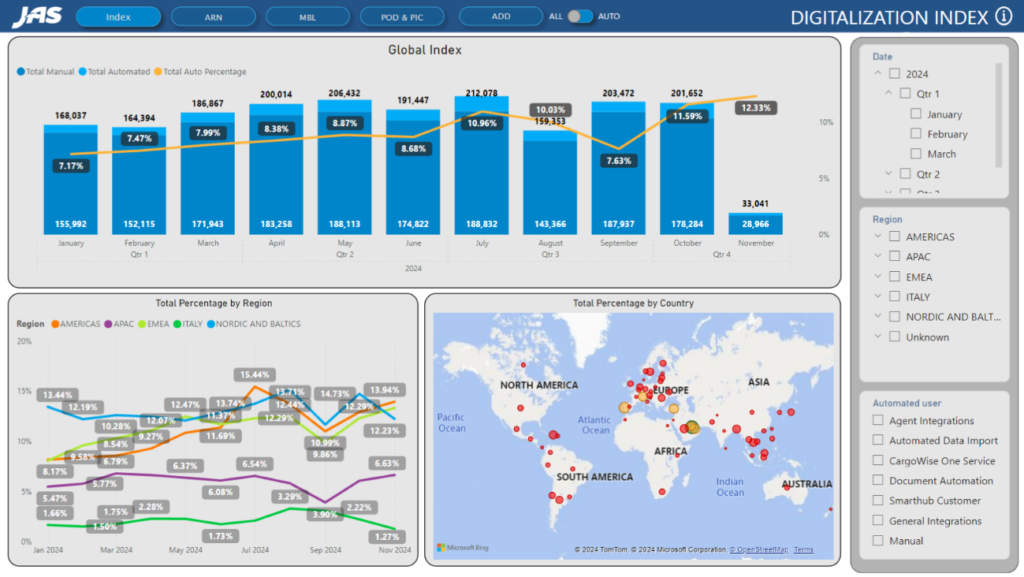 JAS
Index
ARN
MBL
POD & PIC
ADD
ALL
AUTO
DIGITALIZATION INDEX
Global Index
Total Manual Total Automated Total Auto Percentage
168,037 164,394 186,867 200,014 206,432 191,447 212,078 159,353 203,472 201,652 33,041
7.17% 7.47% 7.99% 8.38% 8.87% 8.68% 10.96% 10.03% 7.63% 11.59% 12.33%
155,992 152,115 171,943 183,258 188,113 174,822 188,832 143,366 187,937 178,284 28,966
10%
5%
0%
January February March April May June July August September October November
Qtr 1 Qtr 2 Qtr 3 Qtr 4
2024
Total Percentage by Region
Region AMERICAS APAC EMEA ITALY NORDIC AND BALTICS
20%
15%
10%
5%
0%
15.44%
13.44% 12.19% 12.47% 13.74% 14.73% 13.94%
10.28% 12.07% 11.37% 12.44% 12.29%
8.54% 9.27% 11.69% 12.29% 12.23%
8.17% 9.58% 6.79% 10.99%
9.86%
5.47% 5.77% 6.37% 6.08% 6.54% 3.29% 6.63%
1.66% 1.50% 1.75% 2.28% 1.73% 3.90% 2.22% 1.27%
Jan 2024 Mar 2024 May 2024 Jul 2024 Sep 2024 Nov 2024
Total Percentage by Country
NORTH AMERICA
EUROPE
ASIA
Pacific
Ocean
Atlantic
Ocean
AFRICA
SOUTH AMERICA
Indian
Ocean
AUSTRALIA
Microsoft Bing
© 2024 TomTom, © 2024 Microsoft Corporation, © OpenStreetMap Terms
Date
2024
Qtr 1
January
February
March
Qtr 2
Region
AMERICAS
APAC
EMEA
ITALY
NORDIC AND BALT...
Unknown
Automated user
Agent Integrations
Automated Data Import
CargoWise One Service
Document Automation
Smarthub Customer
General Integrations
Manual